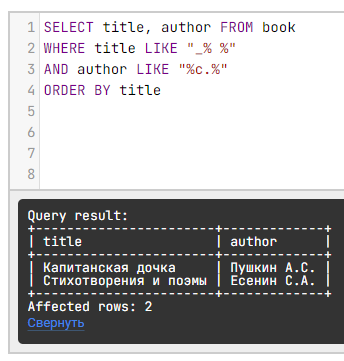 1 SELECT title, author FROM book
2 WHERE title LIKE "_% %"
3 AND author LIKE "%с.%"
4 ORDER BY title
5
6
7
8
Query result:
+-----------------------+-------------+
| title                 | author      |
+-----------------------+-------------+
| Капитанская дочка     | Пушкин А.С. |
| Стихотворения и поэмы | Есенин С.А. |
+-----------------------+-------------+
Affected rows: 2
Свернуть